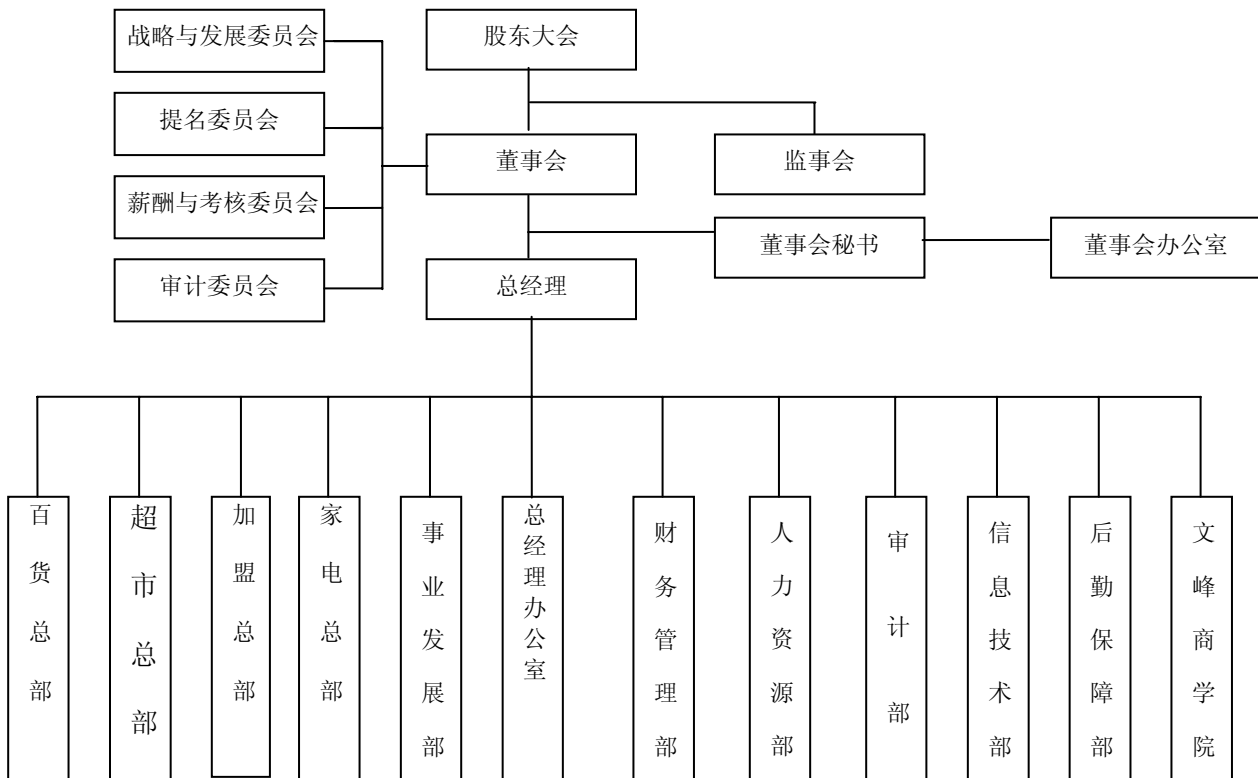 战略与发展委员会
股东大会
提名委员会
董事会
监事会
薪酬与考核委员会
董事会秘书
董事会办公室
审计委员会
总经理
百货总部
超市总部
加盟总部
家电总部
事业发展部
总经理办公室
财务管理部
人力资源部
审计部
信息技术部
后勤保障部
文峰商学院